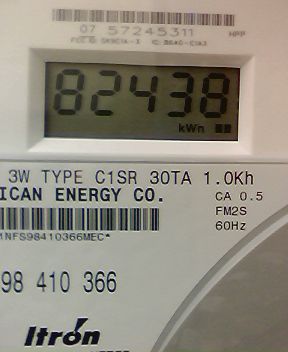 07 57245311
HPP
82438
kWh
3W TYPE C1SR 30TA 1.0Kh
ICAN ENERGY CO.
CA 0.5
FM2S
60Hz
1NFS98410366MEC*
98 410 366
Itron